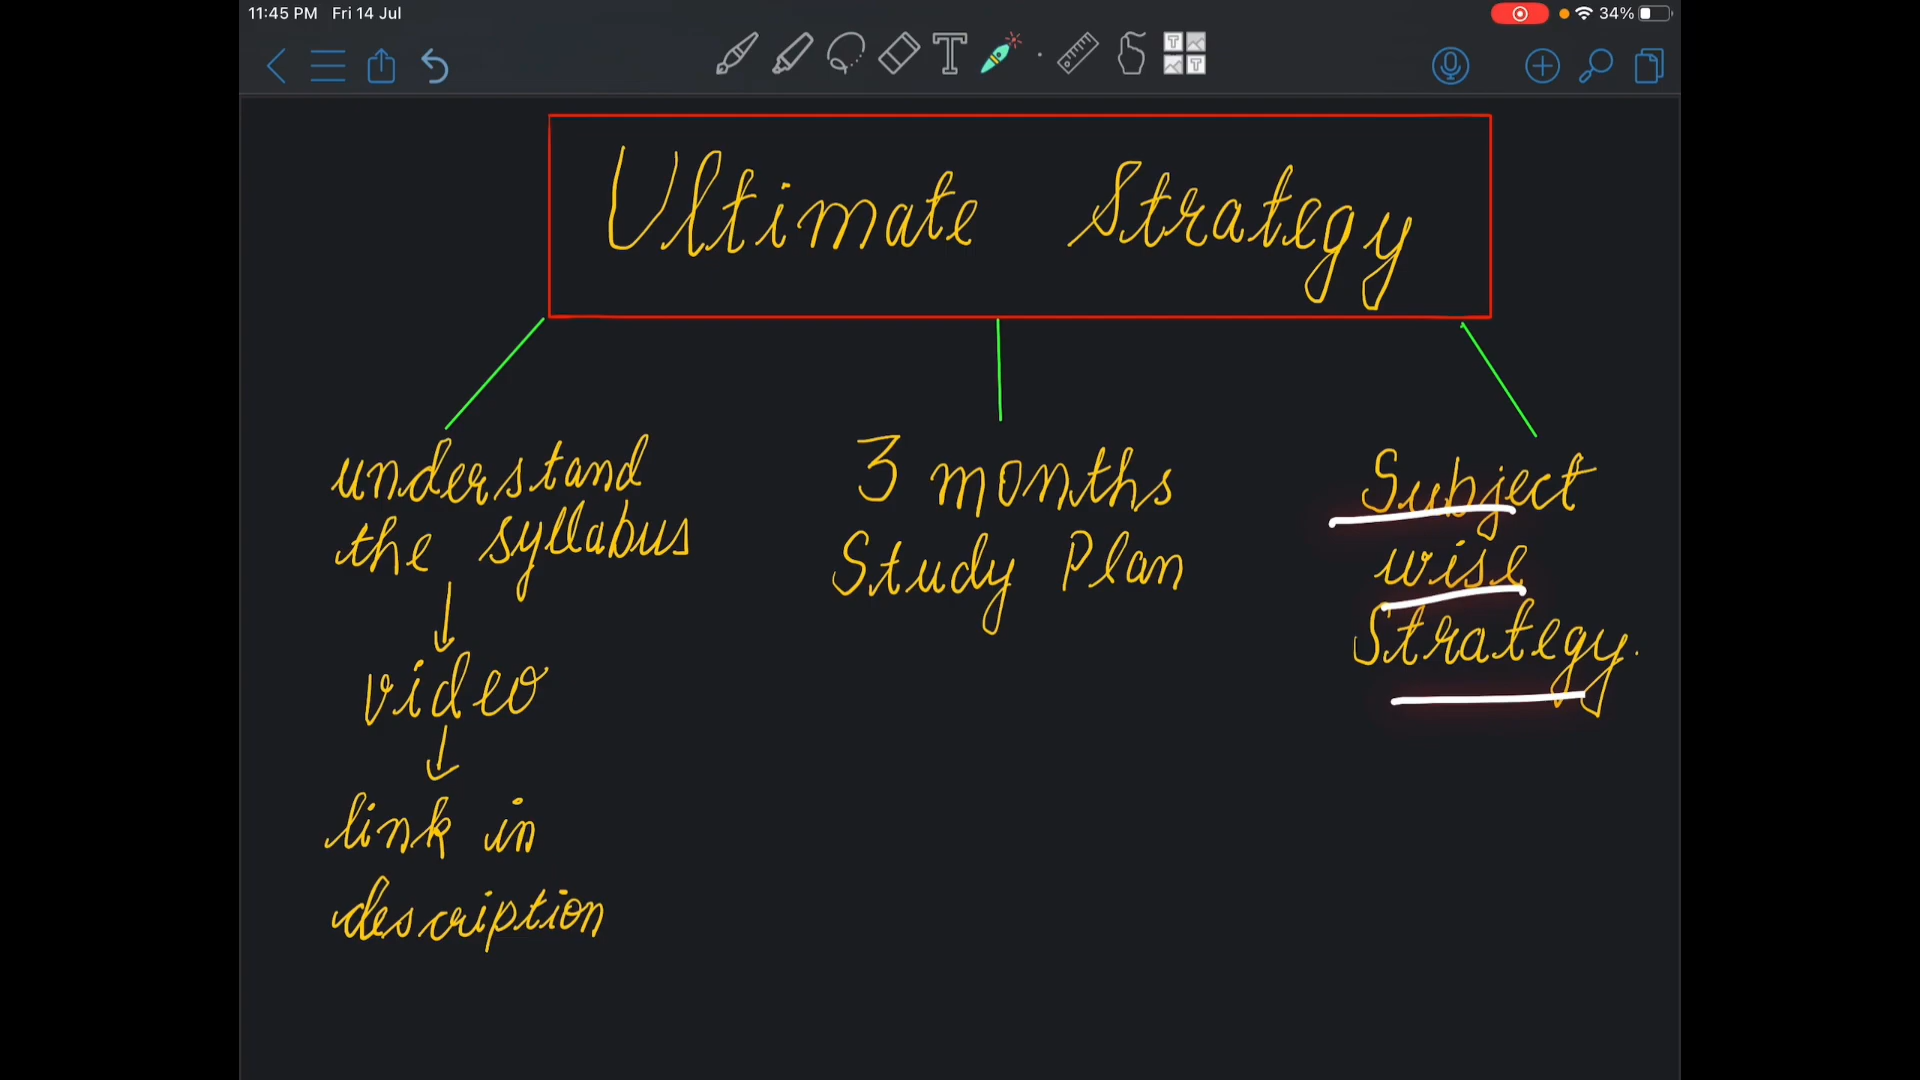 11:45 PM Fri 14 Jul
34%
Ultimate Strategy
understand
the syllabus
video
link in
description
3 months
Study Plan
Subject
wise
Strategy.